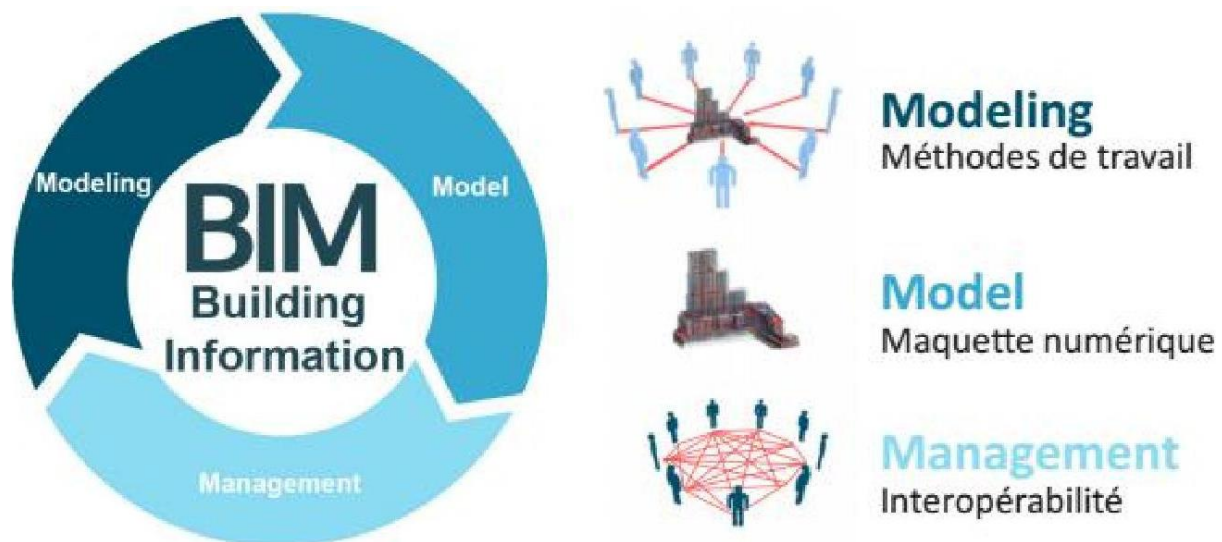 Modeling
Model
BIM
Building
Information
Management
Modeling
Méthodes de travail
Model
Maquette numérique
Management
Interopérabilité